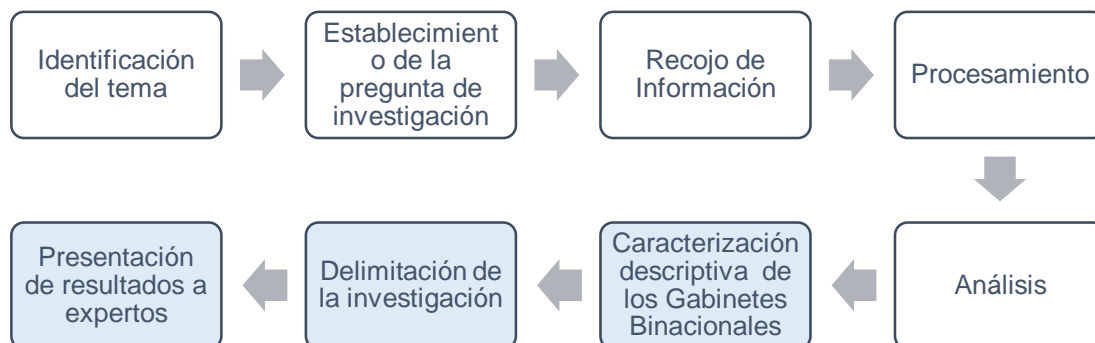 Identificación
del tema
Establecimient
o de la
pregunta de
investigación
Recojo de
Información
Procesamiento
Análisis
Caracterización
descriptiva de
los Gabinetes
Binacionales
Delimitación de
la investigación
Presentación
de resultados a
expertos